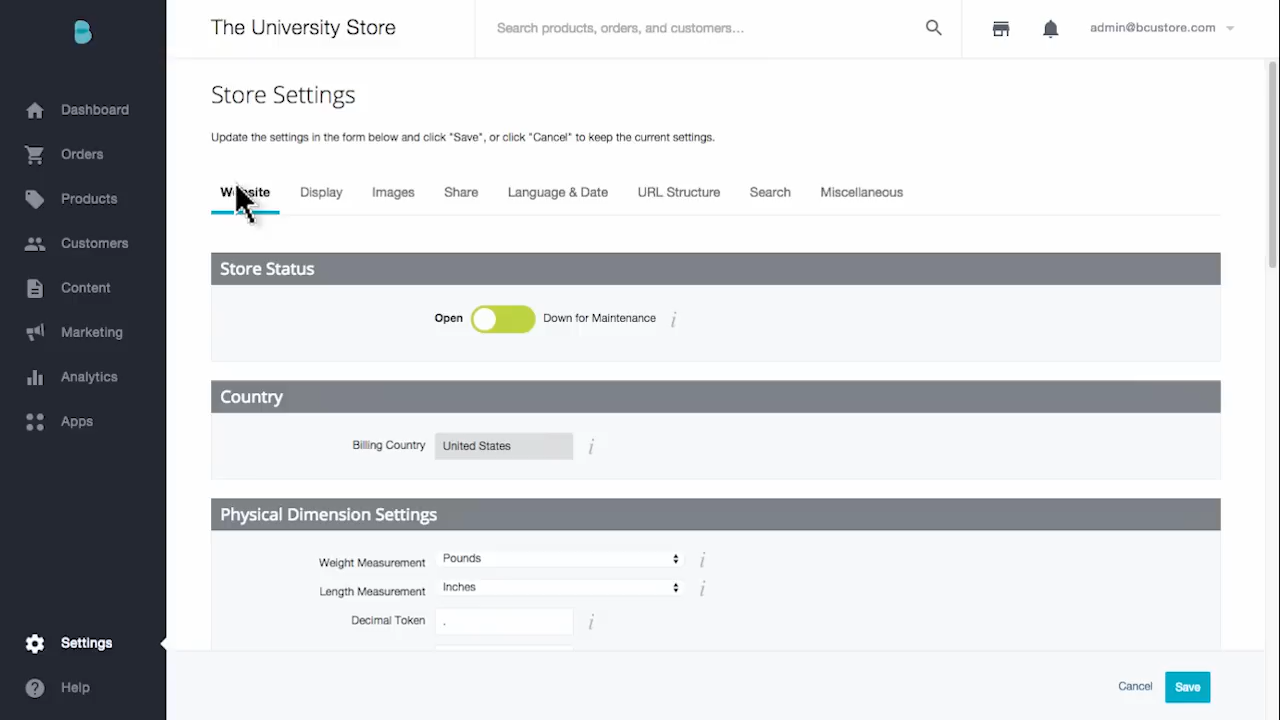 The University Store
Search products, orders, and customers...
admin@bcustore.com
Dashboard
Orders
Products
Customers
Content
Marketing
Analytics
Apps
Settings
Help
Store Settings
Update the settings in the form below and click "Save", or click "Cancel" to keep the current settings.
Website Display Images Share Language & Date URL Structure Search Miscellaneous
Store Status
Open Down for Maintenance i
Country
Billing Country United States i
Physical Dimension Settings
Weight Measurement Pounds i
Length Measurement Inches i
Decimal Token . i
Cancel Save